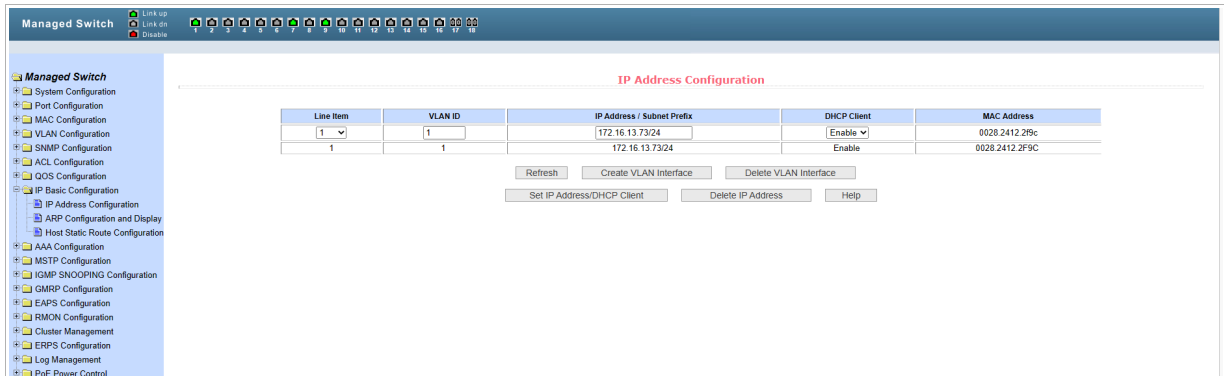 Managed Switch
Link up
Link dn
Disable
1 2 3 4 5 6 7 8 9 10 11 12 13 14 15 16 17 18
Managed Switch
System Configuration
Port Configuration
MAC Configuration
VLAN Configuration
SNMP Configuration
ACL Configuration
QOS Configuration
IP Basic Configuration
IP Address Configuration
ARP Configuration and Display
Host Static Route Configuration
AAA Configuration
MSTP Configuration
IGMP SNOOPING Configuration
GMRP Configuration
EAPS Configuration
RMON Configuration
Cluster Management
ERPS Configuration
Log Management
PoE Power Control
IP Address Configuration
Line Item VLAN ID IP Address / Subnet Prefix DHCP Client MAC Address
1 1 172.16.13.73/24 Enable 0028.2412.2f9c
1 1 172.16.13.73/24 Enable 0028.2412.2F9C
Refresh Create VLAN Interface Delete VLAN Interface
Set IP Address/DHCP Client Delete IP Address Help